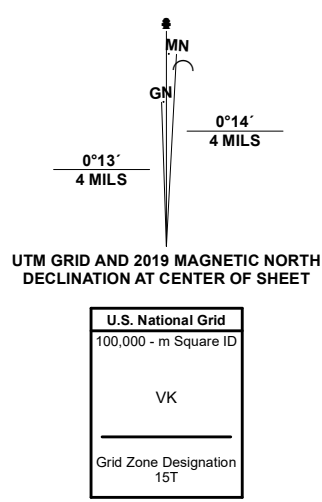 MN
GN
0°14´
4 MILS
0°13´
4 MILS
UTM GRID AND 2019 MAGNETIC NORTH
DECLINATION AT CENTER OF SHEET
U.S. National Grid
100,000 - m Square ID
VK
Grid Zone Designation
15T